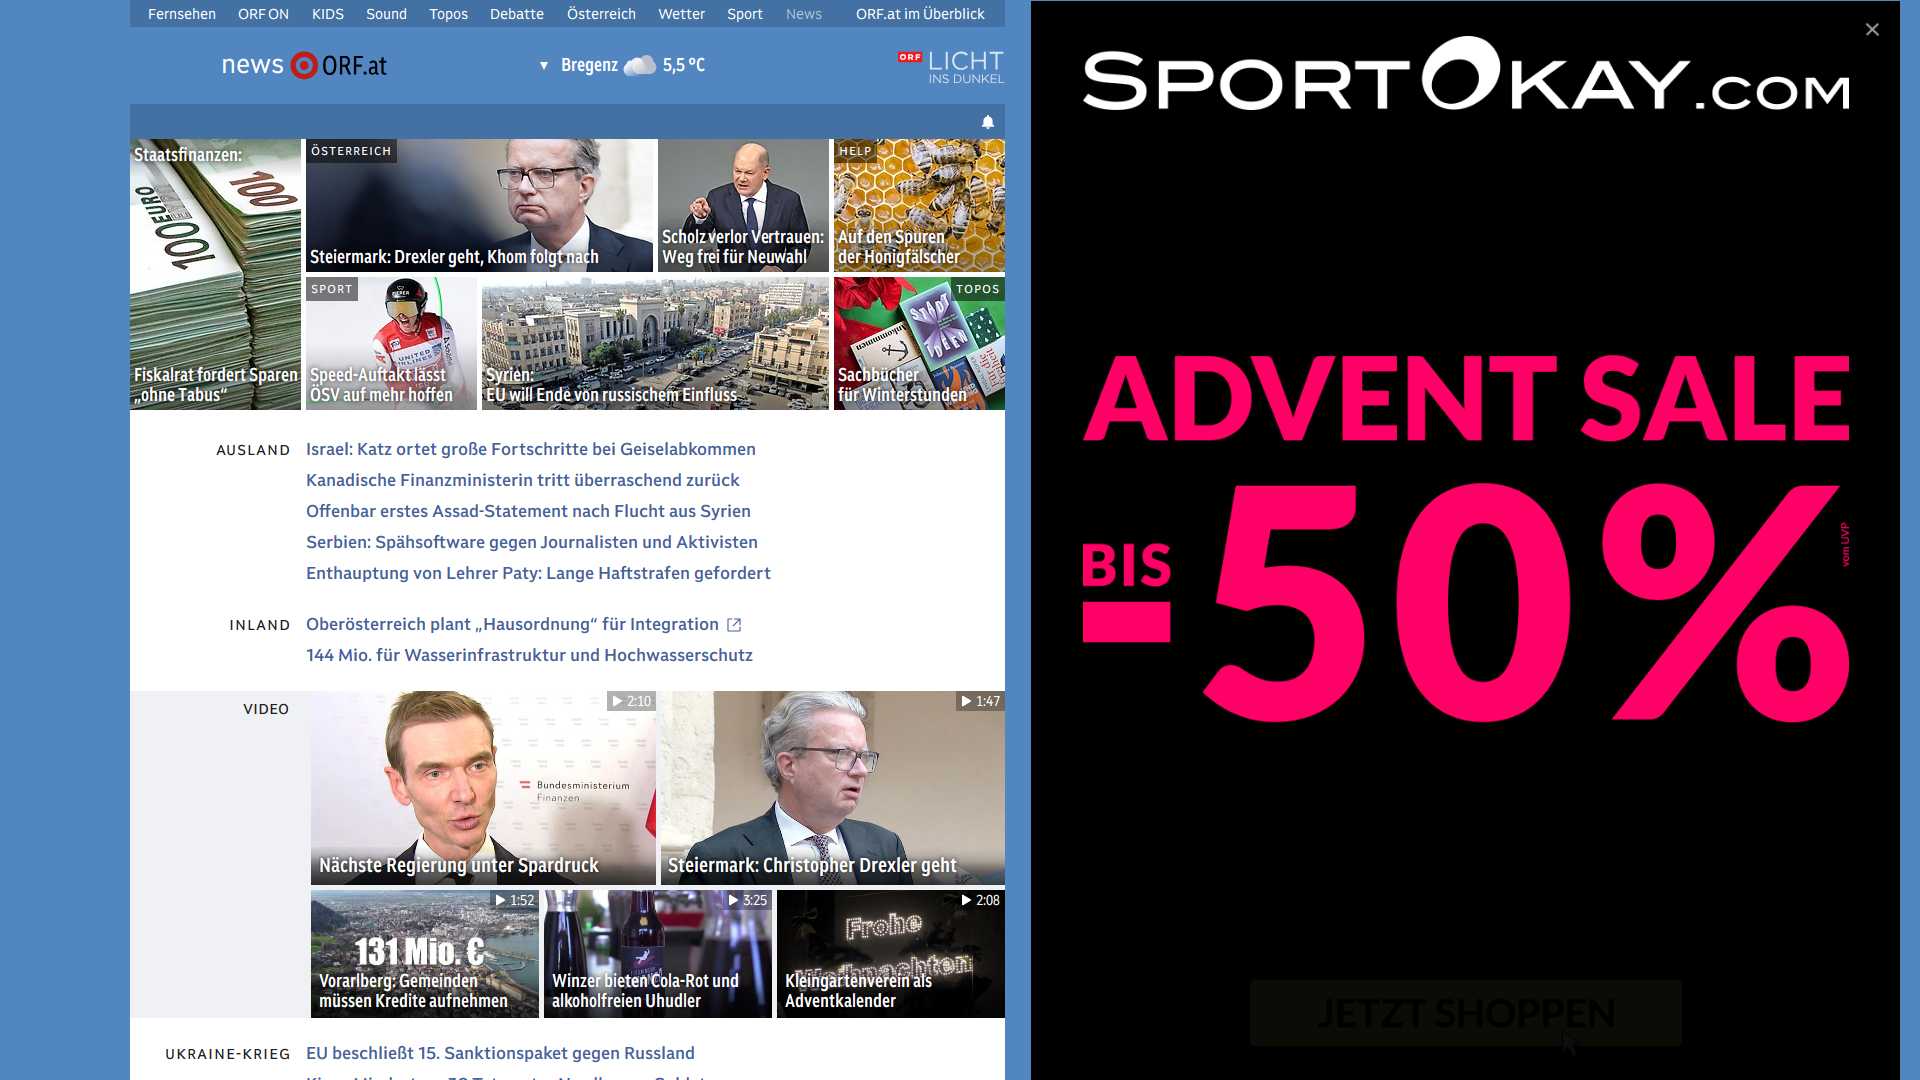 Fernsehen ORF ON KIDS Sound Topos Debatte Österreich Wetter Sport News ORF.at im Überblick
news ORF.at
Bregenz 5,5 °C
ORF LICHT
INS DUNKEL
Staatsfinanzen:
100 EURO
100
Fiskalrat fordert Sparen
„ohne Tabus“
ÖSTERREICH
Steiermark: Drexler geht, Khom folgt nach
Scholz verlor Vertrauen:
Weg frei für Neuwahl
HELP
Auf den Spuren
der Honigfälscher
SPORT
UNITED
Speed-Auftakt lässt
ÖSV auf mehr hoffen
Syrien:
EU will Ende von russischem Einfluss
TOPOS
STADT
IDEEN
Ankommen
Sachbücher
für Winterstunden
AUSLAND
Israel: Katz ortet große Fortschritte bei Geiselabkommen
Kanadische Finanzministerin tritt überraschend zurück
Offenbar erstes Assad-Statement nach Flucht aus Syrien
Serbien: Spähsoftware gegen Journalisten und Aktivisten
Enthauptung von Lehrer Paty: Lange Haftstrafen gefordert
INLAND
Oberösterreich plant „Hausordnung“ für Integration
144 Mio. für Wasserinfrastruktur und Hochwasserschutz
VIDEO
2:10
Bundesministerium
Finanzen
Nächste Regierung unter Spardruck
1:47
Steiermark: Christopher Drexler geht
1:52
131 Mio. €
Vorarlberg: Gemeinden
müssen Kredite aufnehmen
3:25
Winzer bieten Cola-Rot und
alkoholfreien Uhudler
2:08
Frohe
Weihnachten
Kleingartenverein als
Adventkalender
UKRAINE-KRIEG
EU beschließt 15. Sanktionspaket gegen Russland
SPORTOKAY.COM
ADVENT SALE
BIS
-50%
vom UVP
JETZT SHOPPEN